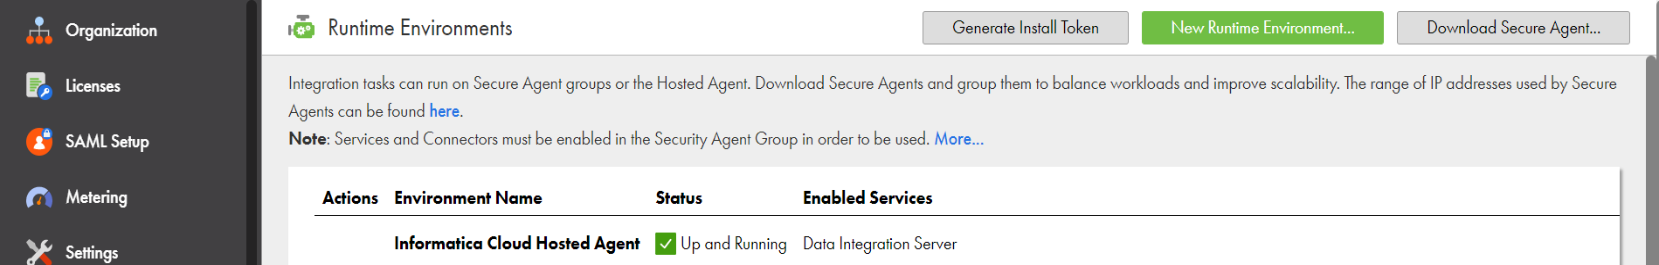 Organization
Licenses
SAML Setup
Metering
Settings
Runtime Environments
Generate Install Token
New Runtime Environment...
Download Secure Agent...
Integration tasks can run on Secure Agent groups or the Hosted Agent. Download Secure Agents and group them to balance workloads and improve scalability. The range of IP addresses used by Secure
Agents can be found here.
Note: Services and Connectors must be enabled in the Security Agent Group in order to be used. More...
Actions Environment Name Status Enabled Services
Informatica Cloud Hosted Agent Up and Running Data Integration Server